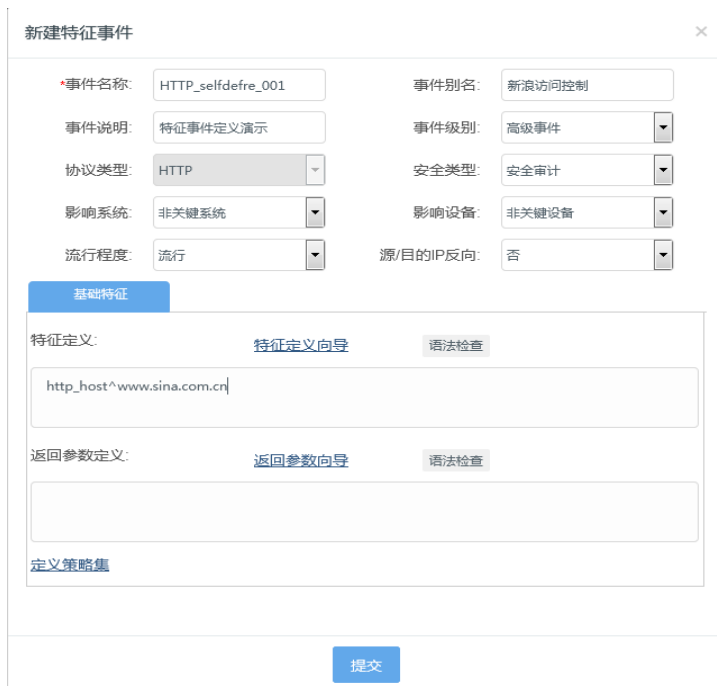 新建特征事件
×
*事件名称: HTTP_selfdefre_001 事件别名: 新浪访问控制
事件说明: 特征事件定义演示 事件级别: 高级事件
协议类型: HTTP 安全类型: 安全审计
影响系统: 非关键系统 影响设备: 非关键设备
流行程度: 流行 源/目的IP反向: 否
基础特征
特征定义: 特征定义向导 语法检查
http_host^www.sina.com.cn
返回参数定义: 返回参数向导 语法检查
定义策略集
提交